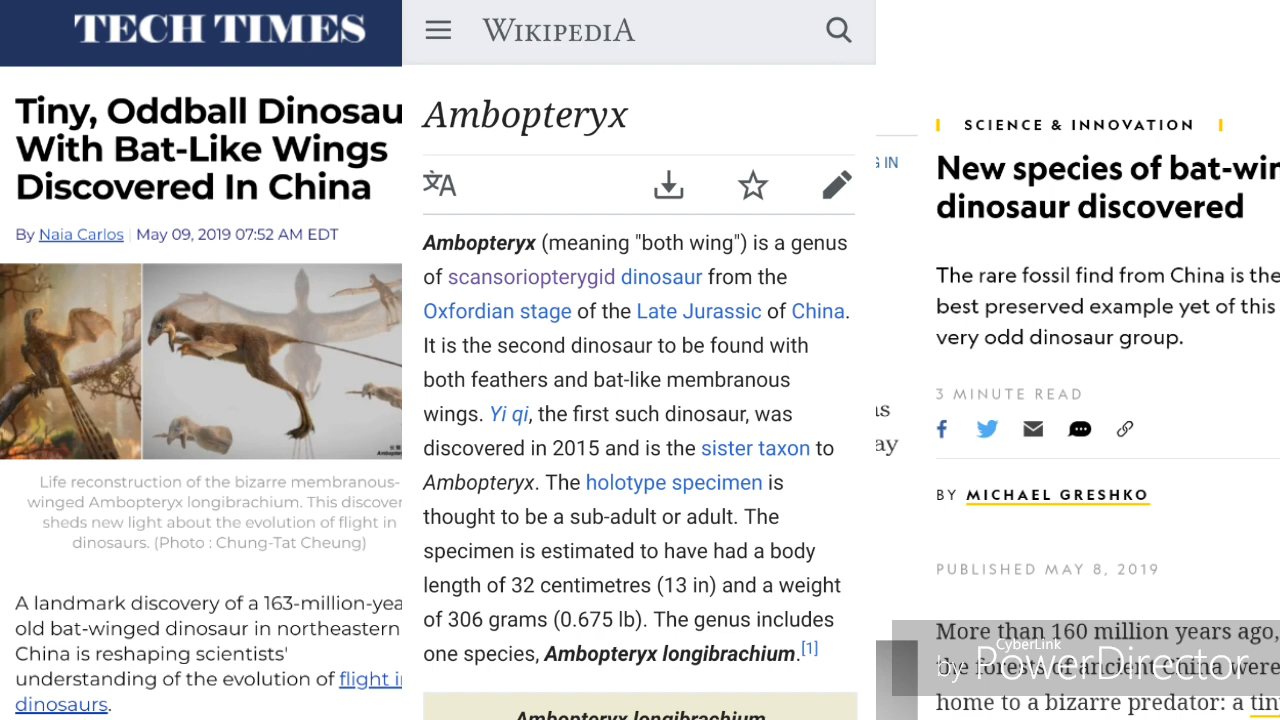 TECH TIMES
Tiny, Oddball Dinosau
With Bat-Like Wings
Discovered In China
By Naia Carlos | May 09, 2019 07:52 AM EDT
Life reconstruction of the bizarre membranous-
winged Ambopteryx longibrachium. This discover
sheds new light about the evolution of flight in
dinosaurs. (Photo : Chung-Tat Cheung)
A landmark discovery of a 163-million-yea
old bat-winged dinosaur in northeastern
China is reshaping scientists'
understanding of the evolution of flight i
dinosaurs.
WIKIPEDIA
Ambopteryx
文A
Ambopteryx (meaning "both wing") is a genus
of scansoriopterygid dinosaur from the
Oxfordian stage of the Late Jurassic of China.
It is the second dinosaur to be found with
both feathers and bat-like membranous
wings. Yi qi, the first such dinosaur, was
discovered in 2015 and is the sister taxon to
Ambopteryx. The holotype specimen is
thought to be a sub-adult or adult. The
specimen is estimated to have had a body
length of 32 centimetres (13 in) and a weight
of 306 grams (0.675 lb). The genus includes
one species, Ambopteryx longibrachium.[1]
Ambopteryx longibrachium
IN
ay
SCIENCE & INNOVATION
New species of bat-win
dinosaur discovered
The rare fossil find from China is the
best preserved example yet of this
very odd dinosaur group.
3 MINUTE READ
BY MICHAEL GRESHKO
PUBLISHED MAY 8, 2019
More than 160 million years ago,
the forests of ancient China were
home to a bizarre predator: a tin
by CyberLink
PowerDirector